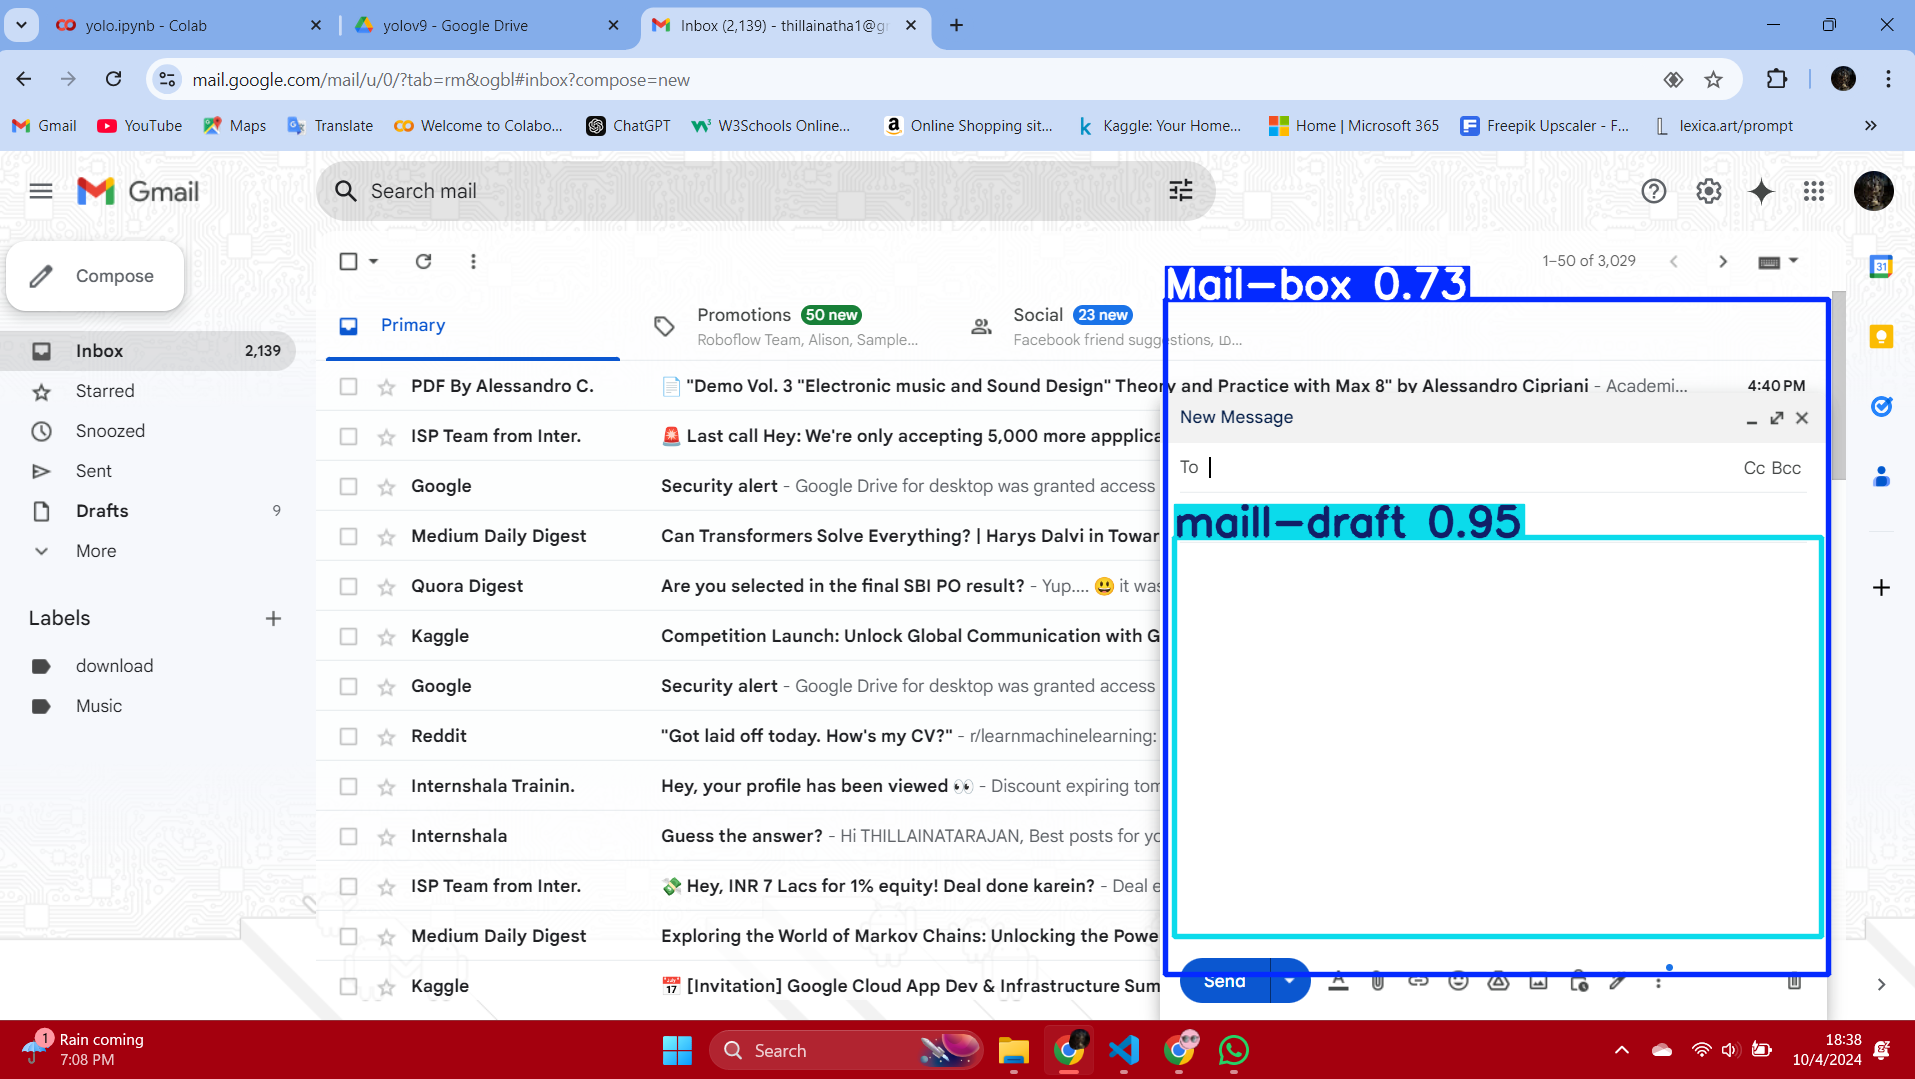 yolo.ipynb - Colab
yolov9 - Google Drive
Inbox (2,139) - thillainatha1@gm
mail.google.com/mail/u/0/?tab=rm&ogbl#inbox?compose=new
Gmail
YouTube
Maps
Translate
Welcome to Colabo...
ChatGPT
W3Schools Online...
Online Shopping sit...
Kaggle: Your Home...
Home | Microsoft 365
Freepik Upscaler - F...
lexica.art/prompt
Gmail
Search mail
Compose
1–50 of 3,029
31
Mail-box 0.73
Primary
Promotions 50 new
Roboflow Team, Alison, Sample...
Social 23 new
Facebook friend suggestions, ம...
Inbox 2,139
Starred
Snoozed
Sent
Drafts 9
More
Labels
download
Music
PDF By Alessandro C. "Demo Vol. 3 "Electronic music and Sound Design" Theory and Practice with Max 8" by Alessandro Cipriani - Academi... 4:40 PM
ISP Team from Inter. 🚨 Last call Hey: We're only accepting 5,000 more appplica
Google Security alert - Google Drive for desktop was granted access
Medium Daily Digest Can Transformers Solve Everything? | Harys Dalvi in Towar
Quora Digest Are you selected in the final SBI PO result? - Yup.... 😃 it was
Kaggle Competition Launch: Unlock Global Communication with G
Google Security alert - Google Drive for desktop was granted access
Reddit "Got laid off today. How's my CV?" - r/learnmachinelearning:
Internshala Trainin. Hey, your profile has been viewed 👀 - Discount expiring tom
Internshala Guess the answer? - Hi THILLAINATARAJAN, Best posts for yo
ISP Team from Inter. 💸 Hey, INR 7 Lacs for 1% equity! Deal done karein? - Deal e
Medium Daily Digest Exploring the World of Markov Chains: Unlocking the Powe
Kaggle 📅 [Invitation] Google Cloud App Dev & Infrastructure Sum
New Message
To
Cc Bcc
maill-draft 0.95
Send
1
Rain coming
7:08 PM
Search
18:38
10/4/2024